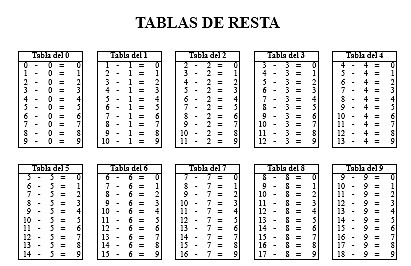 TABLAS DE RESTA
Tabla del 0
0 - 0 = 0
1 - 0 = 1
2 - 0 = 2
3 - 0 = 3
4 - 0 = 4
5 - 0 = 5
6 - 0 = 6
7 - 0 = 7
8 - 0 = 8
9 - 0 = 9
Tabla del 1
1 - 1 = 0
2 - 1 = 1
3 - 1 = 2
4 - 1 = 3
5 - 1 = 4
6 - 1 = 5
7 - 1 = 6
8 - 1 = 7
9 - 1 = 8
10 - 1 = 9
Tabla del 2
2 - 2 = 0
3 - 2 = 1
4 - 2 = 2
5 - 2 = 3
6 - 2 = 4
7 - 2 = 5
8 - 2 = 6
9 - 2 = 7
10 - 2 = 8
11 - 2 = 9
Tabla del 3
3 - 3 = 0
4 - 3 = 1
5 - 3 = 2
6 - 3 = 3
7 - 3 = 4
8 - 3 = 5
9 - 3 = 6
10 - 3 = 7
11 - 3 = 8
12 - 3 = 9
Tabla del 4
4 - 4 = 0
5 - 4 = 1
6 - 4 = 2
7 - 4 = 3
8 - 4 = 4
9 - 4 = 5
10 - 4 = 6
11 - 4 = 7
12 - 4 = 8
13 - 4 = 9
Tabla del 5
5 - 5 = 0
6 - 5 = 1
7 - 5 = 2
8 - 5 = 3
9 - 5 = 4
10 - 5 = 5
11 - 5 = 6
12 - 5 = 7
13 - 5 = 8
14 - 5 = 9
Tabla del 6
6 - 6 = 0
7 - 6 = 1
8 - 6 = 2
9 - 6 = 3
10 - 6 = 4
11 - 6 = 5
12 - 6 = 6
13 - 6 = 7
14 - 6 = 8
15 - 6 = 9
Tabla del 7
7 - 7 = 0
8 - 7 = 1
9 - 7 = 2
10 - 7 = 3
11 - 7 = 4
12 - 7 = 5
13 - 7 = 6
14 - 7 = 7
15 - 7 = 8
16 - 7 = 9
Tabla del 8
8 - 8 = 0
9 - 8 = 1
10 - 8 = 2
11 - 8 = 3
12 - 8 = 4
13 - 8 = 5
14 - 8 = 6
15 - 8 = 7
16 - 8 = 8
17 - 8 = 9
Tabla del 9
9 - 9 = 0
10 - 9 = 1
11 - 9 = 2
12 - 9 = 3
13 - 9 = 4
14 - 9 = 5
15 - 9 = 6
16 - 9 = 7
17 - 9 = 8
18 - 9 = 9